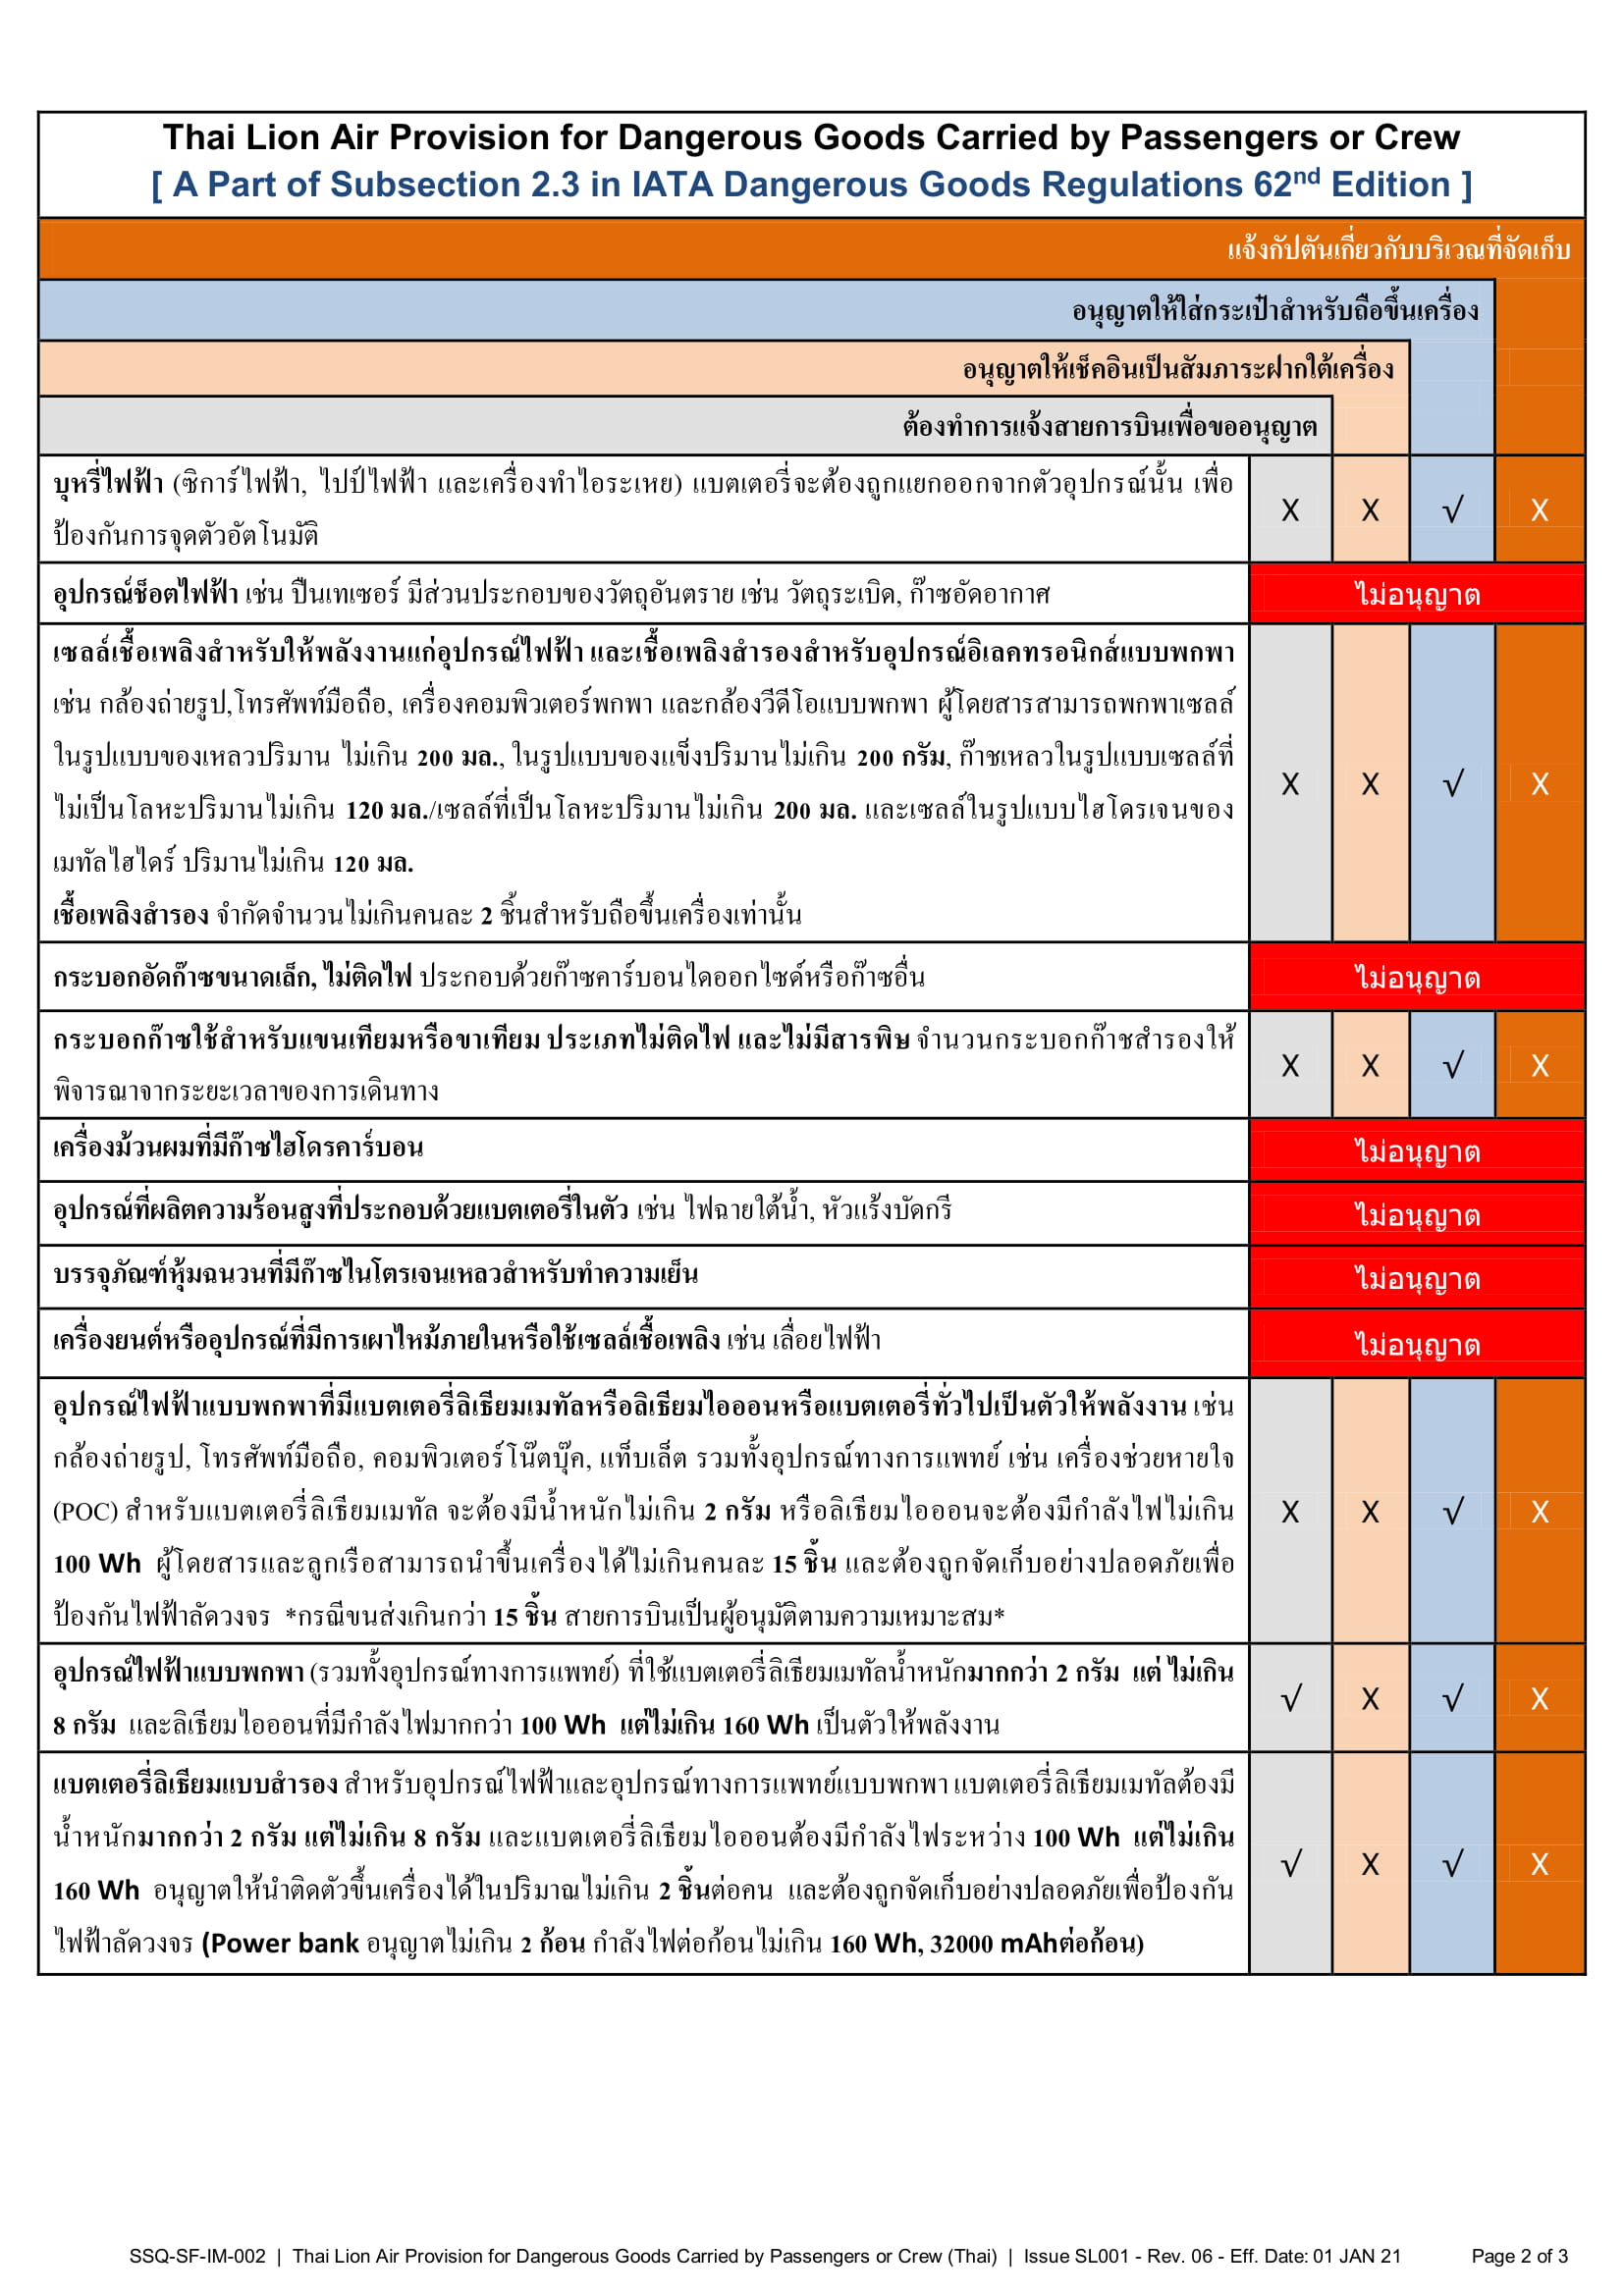 Thai Lion Air Provision for Dangerous Goods Carried by Passengers or Crew
[ A Part of Subsection 2.3 in IATA Dangerous Goods Regulations 62nd Edition ]
แจ้งกัปตันเกี่ยวกับบริเวณที่จัดเก็บ
อนุญาตให้ใส่กระเป๋าสำหรับถือขึ้นเครื่อง
อนุญาตให้เช็คอินเป็นสัมภาระฝากใต้เครื่อง
ต้องทำการแจ้งสายการบินเพื่อขออนุญาต
บุหรี่ไฟฟ้า (ซิการ์ไฟฟ้า, ไปป์ไฟฟ้า และเครื่องทำไอระเหย) แบตเตอรี่จะต้องถูกแยกออกจากตัวอุปกรณ์นั้น เพื่อ
ป้องกันการจุดตัวอัตโนมัติ
X X √ X
อุปกรณ์ช็อตไฟฟ้า เช่น ปืนเทเซอร์ มีส่วนประกอบของวัตถุอันตราย เช่น วัตถุระเบิด, ก๊าซอัดอากาศ
ไม่อนุญาต
เซลล์เชื้อเพลิงสำหรับให้พลังงานแก่อุปกรณ์ไฟฟ้า และเชื้อเพลิงสำรองสำหรับอุปกรณ์อิเลคทรอนิกส์แบบพกพา
เช่น กล้องถ่ายรูป,โทรศัพท์มือถือ, เครื่องคอมพิวเตอร์พกพา และกล้องวีดีโอแบบพกพา ผู้โดยสารสามารถพกพาเซลล์
ในรูปแบบของเหลวปริมาน ไม่เกิน 200 มล., ในรูปแบบของแข็งปริมานไม่เกิน 200 กรัม, ก๊าซเหลวในรูปแบบเซลล์ที่
ไม่เป็นโลหะปริมานไม่เกิน 120 มล./เซลล์ที่เป็นโลหะปริมานไม่เกิน 200 มล. และเซลล์ในรูปแบบไฮโดรเจนของ
เมทัลไฮไดร์ ปริมานไม่เกิน 120 มล.
เชื้อเพลิงสำรอง จำกัดจำนวนไม่เกินคนละ 2 ชิ้นสำหรับถือขึ้นเครื่องเท่านั้น
X X √ X
กระบอกอัดก๊าซขนาดเล็ก, ไม่ติดไฟ ประกอบด้วยก๊าซคาร์บอนไดออกไซด์หรือก๊าซอื่น
ไม่อนุญาต
กระบอกก๊าซใช้สำหรับแขนเทียมหรือขาเทียม ประเภทไม่ติดไฟ และไม่มีสารพิษ จำนวนกระบอกก๊าซสำรองให้
พิจารณาจากระยะเวลาของการเดินทาง
X X √ X
เครื่องม้วนผมที่มีก๊าซไฮโดรคาร์บอน
ไม่อนุญาต
อุปกรณ์ที่ผลิตความร้อนสูงที่ประกอบด้วยแบตเตอรี่ในตัว เช่น ไฟฉายใต้น้ำ, หัวแร้งบัดกรี
ไม่อนุญาต
บรรจุภัณฑ์หุ้มฉนวนที่มีก๊าซไนโตรเจนเหลวสำหรับทำความเย็น
ไม่อนุญาต
เครื่องยนต์หรืออุปกรณ์ที่มีการเผาไหม้ภายในหรือใช้เซลล์เชื้อเพลิง เช่น เลื่อยไฟฟ้า
ไม่อนุญาต
อุปกรณ์ไฟฟ้าแบบพกพาที่มีแบตเตอรี่ลิเธียมเมทัลหรือลิเธียมไอออนหรือแบตเตอรี่ทั่วไปเป็นตัวให้พลังงาน เช่น
กล้องถ่ายรูป, โทรศัพท์มือถือ, คอมพิวเตอร์โน๊ตบุ๊ค, แท็บเล็ต รวมทั้งอุปกรณ์ทางการแพทย์ เช่น เครื่องช่วยหายใจ
(POC) สำหรับแบตเตอรี่ลิเธียมเมทัล จะต้องมีน้ำหนักไม่เกิน 2 กรัม หรือลิเธียมไอออนจะต้องมีกำลังไฟไม่เกิน
100 Wh ผู้โดยสารและลูกเรือสามารถนำขึ้นเครื่องได้ไม่เกินคนละ 15 ชิ้น และต้องถูกจัดเก็บอย่างปลอดภัยเพื่อ
ป้องกันไฟฟ้าลัดวงจร *กรณีขนส่งเกินกว่า 15 ชิ้น สายการบินเป็นผู้อนุมัติตามความเหมาะสม*
X X √ X
อุปกรณ์ไฟฟ้าแบบพกพา (รวมทั้งอุปกรณ์ทางการแพทย์) ที่ใช้แบตเตอรี่ลิเธียมเมทัลน้ำหนักมากกว่า 2 กรัม แต่ ไม่เกิน
8 กรัม และลิเธียมไอออนที่มีกำลังไฟมากกว่า 100 Wh แต่ไม่เกิน 160 Wh เป็นตัวให้พลังงาน
√ X √ X
แบตเตอรี่ลิเธียมแบบสำรอง สำหรับอุปกรณ์ไฟฟ้าและอุปกรณ์ทางการแพทย์แบบพกพา แบตเตอรี่ลิเธียมเมทัลต้องมี
น้ำหนักมากกว่า 2 กรัม แต่ไม่เกิน 8 กรัม และแบตเตอรี่ลิเธียมไอออนต้องมีกำลังไฟระหว่าง 100 Wh แต่ไม่เกิน
160 Wh อนุญาตให้นำติดตัวขึ้นเครื่องได้ในปริมาณไม่เกิน 2 ชิ้นต่อคน และต้องถูกจัดเก็บอย่างปลอดภัยเพื่อป้องกัน
ไฟฟ้าลัดวงจร (Power bank อนุญาตไม่เกิน 2 ก้อน กำลังไฟต่อก้อนไม่เกิน 160 Wh, 32000 mAhต่อก้อน)
√ X √ X
SSQ-SF-IM-002 | Thai Lion Air Provision for Dangerous Goods Carried by Passengers or Crew (Thai) | Issue SL001 - Rev. 06 - Eff. Date: 01 JAN 21 Page 2 of 3